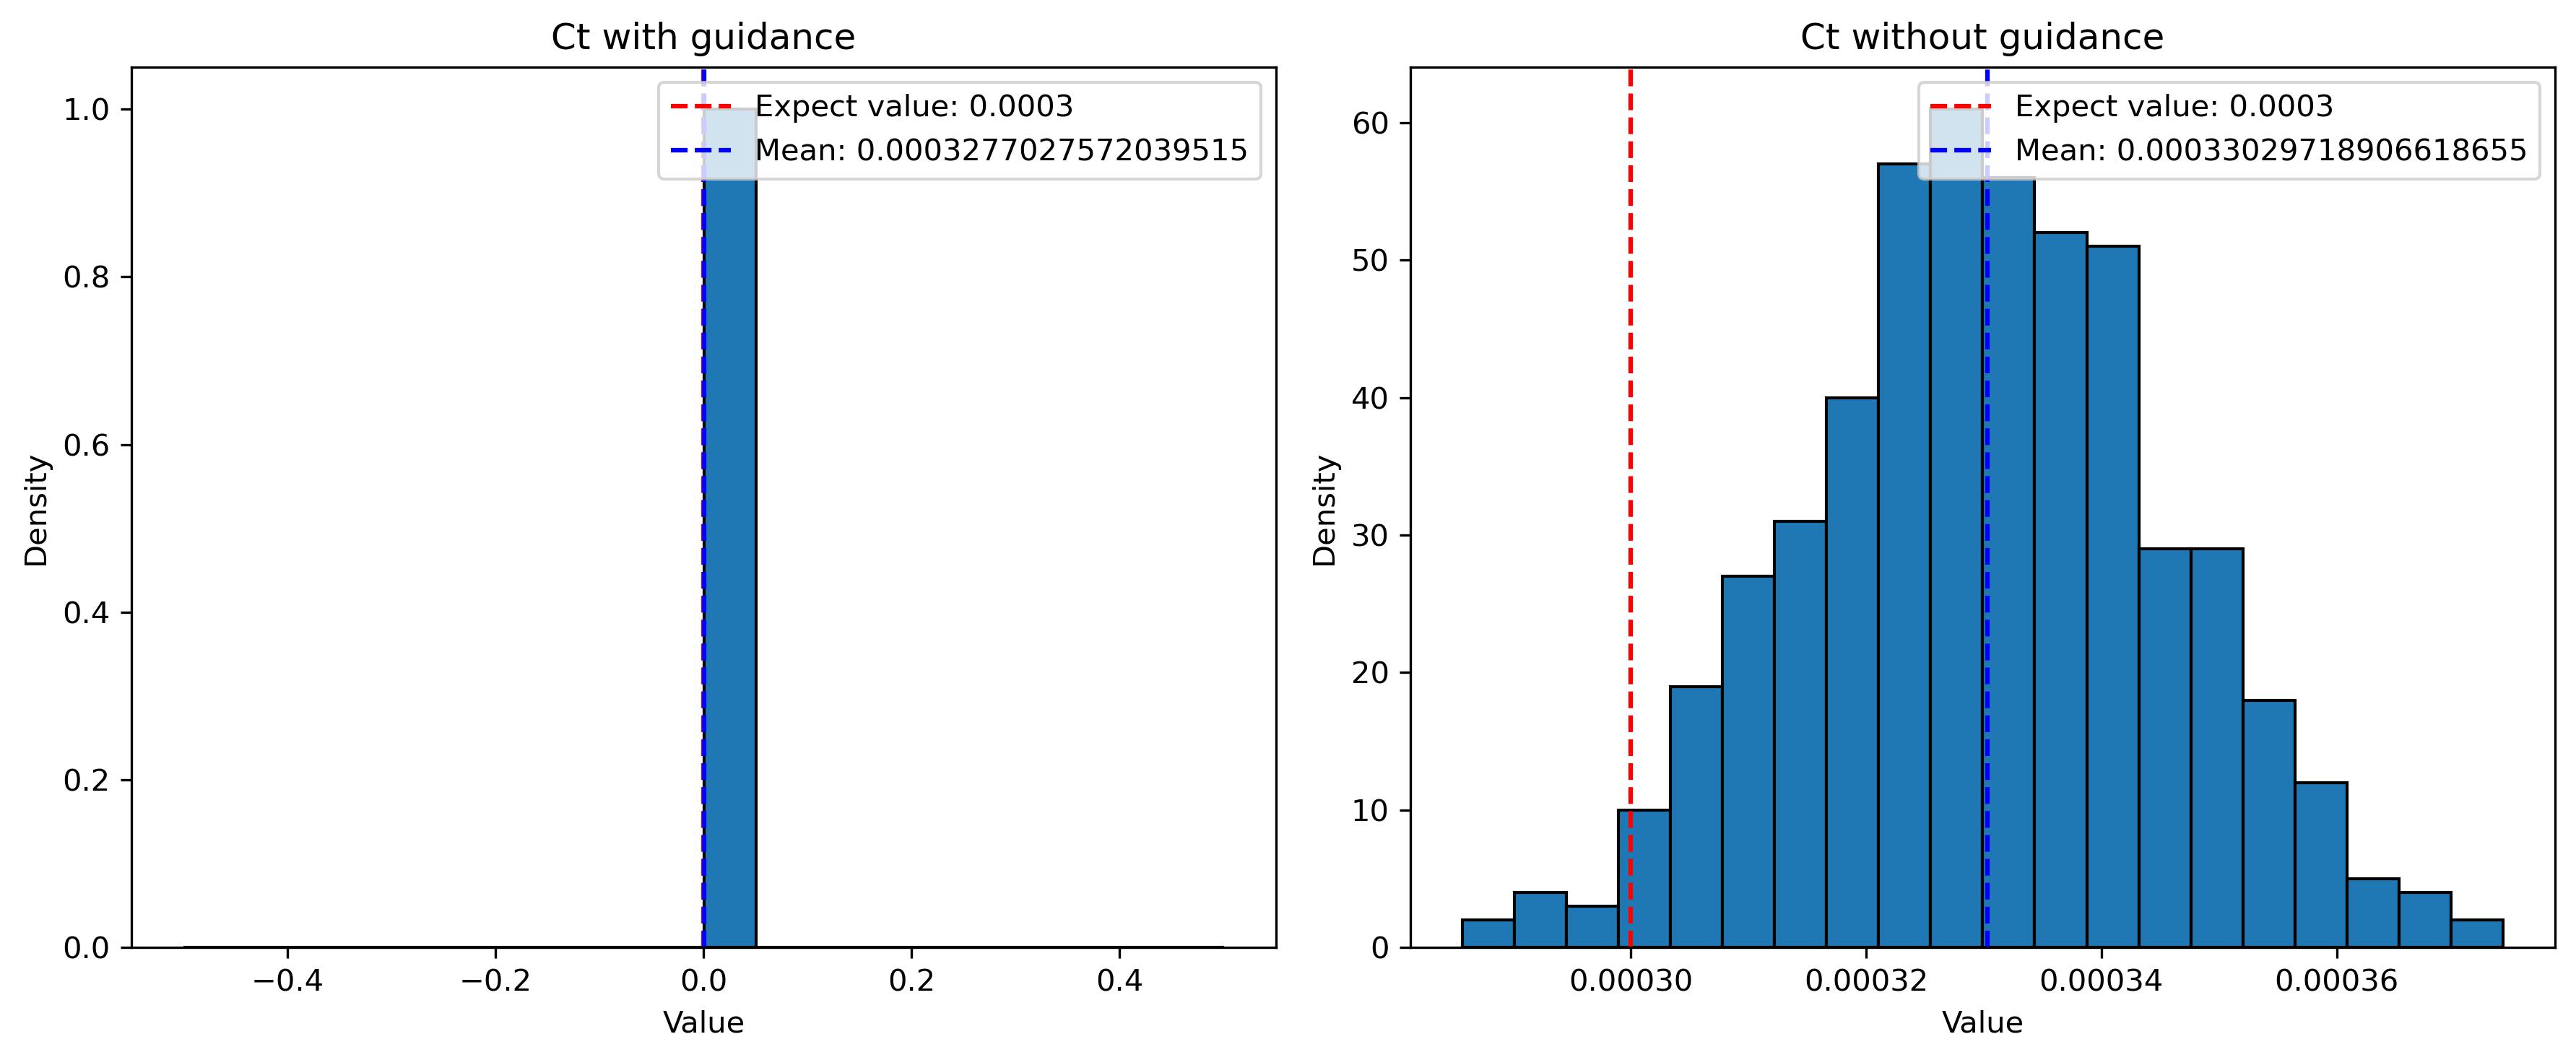 Ct with guidance
Expect value: 0.0003
Mean: 0.0003277027572039515
Density
1.0
0.8
0.6
0.4
0.2
0.0
−0.4
−0.2
0.0
0.2
0.4
Value
Ct without guidance
Expect value: 0.0003
Mean: 0.00033029718906618655
Density
60
50
40
30
20
10
0
0.00030
0.00032
0.00034
0.00036
Value